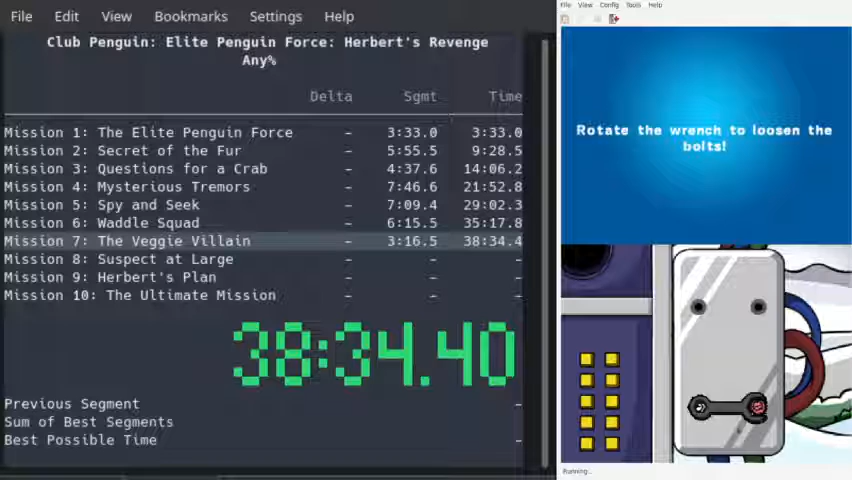 File Edit View Bookmarks Settings Help
Club Penguin: Elite Penguin Force: Herbert's Revenge
Any%
Delta Sgmt Time
Mission 1: The Elite Penguin Force – 3:33.0 3:33.0
Mission 2: Secret of the Fur – 5:55.5 9:28.5
Mission 3: Questions for a Crab – 4:37.6 14:06.2
Mission 4: Mysterious Tremors – 7:46.6 21:52.8
Mission 5: Spy and Seek – 7:09.4 29:02.3
Mission 6: Waddle Squad – 6:15.5 35:17.8
Mission 7: The Veggie Villain – 3:16.5 38:34.4
Mission 8: Suspect at Large – – –
Mission 9: Herbert's Plan – – –
Mission 10: The Ultimate Mission – – –
38:34.40
Previous Segment –
Sum of Best Segments –
Best Possible Time –
File View Config Tools Help
Rotate the wrench to loosen the
bolts!
Running...